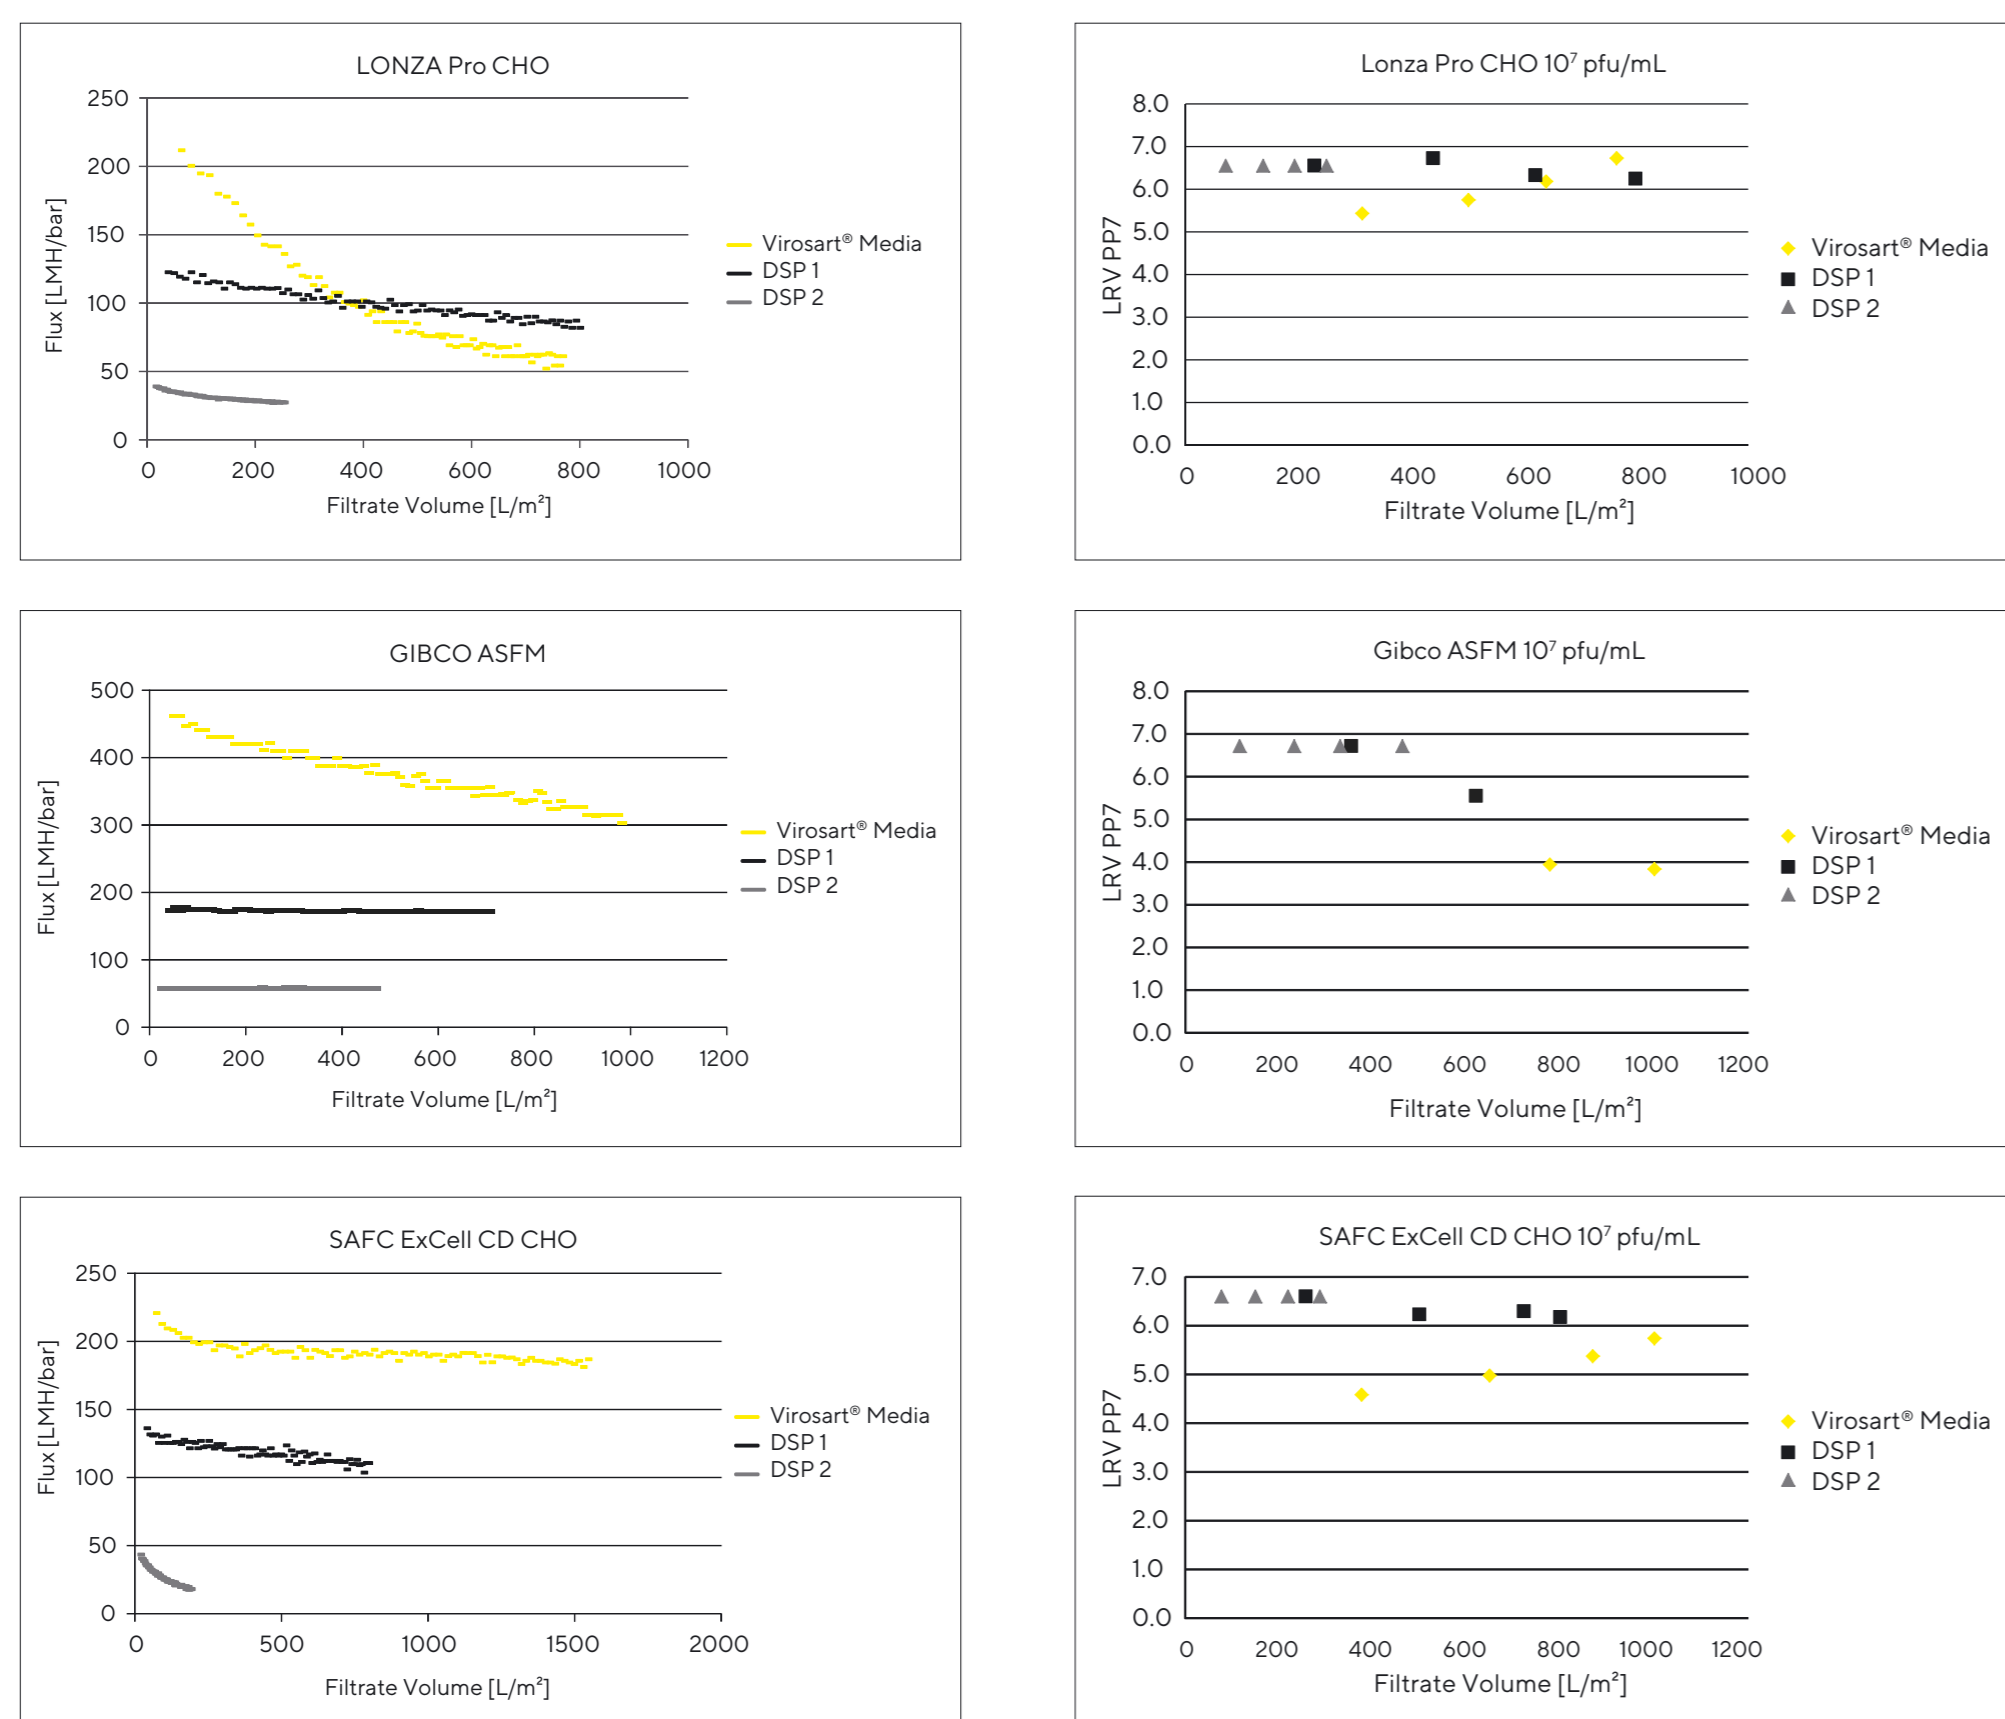 LONZA Pro CHO
250
200
150
100
50
0
0 200 400 600 800 1000
Flux [LMH/bar]
Filtrate Volume [L/m²]
Virosart® Media
DSP 1
DSP 2
Lonza Pro CHO 10⁷ pfu/mL
8.0
7.0
6.0
5.0
4.0
3.0
2.0
1.0
0.0
0 200 400 600 800 1000
LRV PP7
Filtrate Volume [L/m²]
Virosart® Media
DSP 1
DSP 2
GIBCO ASFM
500
400
300
200
100
0
0 200 400 600 800 1000 1200
Flux [LMH/bar]
Filtrate Volume [L/m²]
Virosart® Media
DSP 1
DSP 2
Gibco ASFM 10⁷ pfu/mL
8.0
7.0
6.0
5.0
4.0
3.0
2.0
1.0
0.0
0 200 400 600 800 1000 1200
LRV PP7
Filtrate Volume [L/m²]
Virosart® Media
DSP 1
DSP 2
SAFC ExCell CD CHO
250
200
150
100
50
0
0 500 1000 1500 2000
Flux [LMH/bar]
Filtrate Volume [L/m²]
Virosart® Media
DSP 1
DSP 2
SAFC ExCell CD CHO 10⁷ pfu/mL
7.0
6.0
5.0
4.0
3.0
2.0
1.0
0.0
0 200 400 600 800 1000 1200
LRV PP7
Filtrate Volume [L/m²]
Virosart® Media
DSP 1
DSP 2